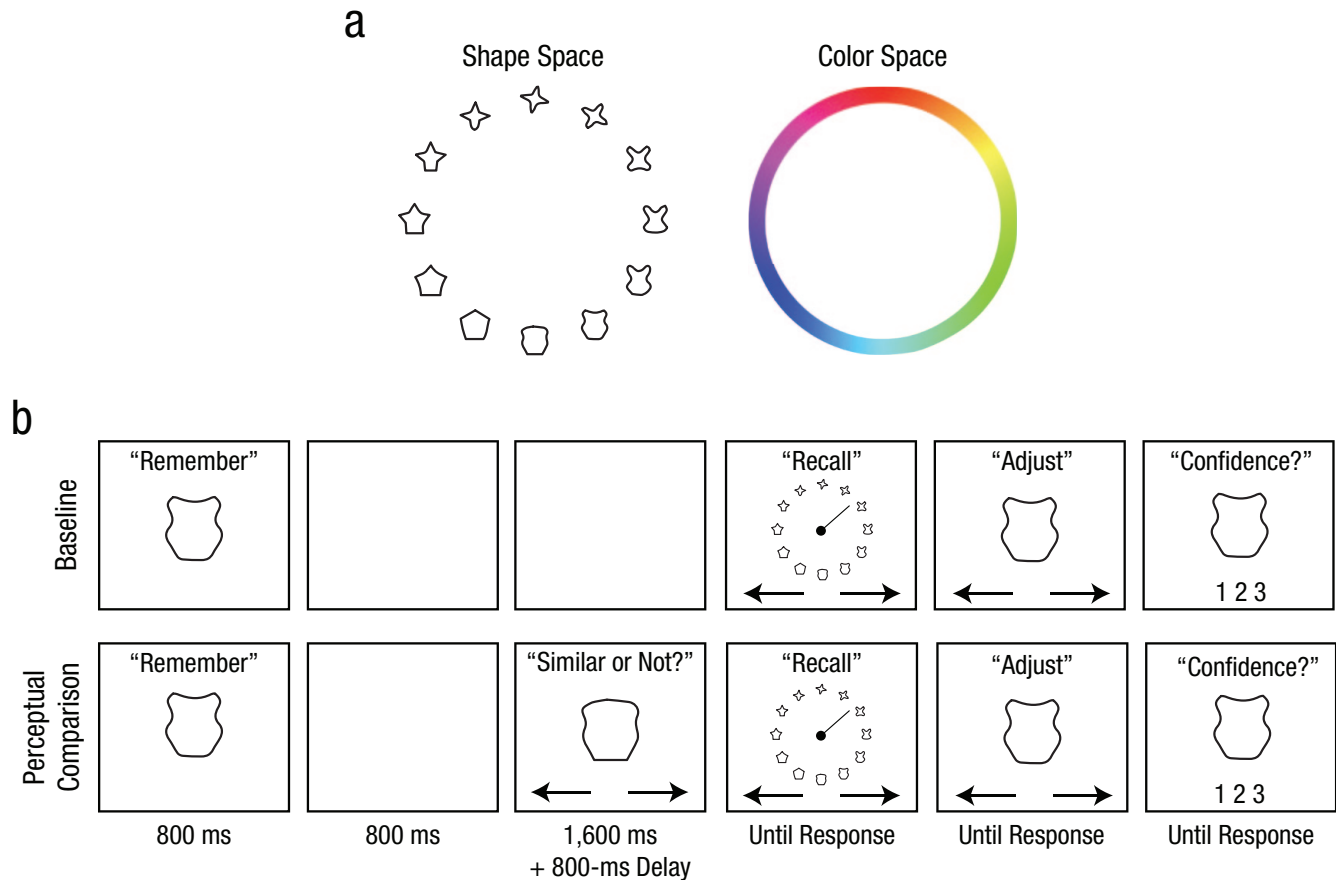 a
Shape Space
Color Space
b
Baseline
“Remember”
“Recall”
“Adjust”
“Confidence?”
1 2 3
Perceptual
Comparison
“Remember”
“Similar or Not?”
“Recall”
“Adjust”
“Confidence?”
1 2 3
800 ms
800 ms
1,600 ms
+ 800-ms Delay
Until Response
Until Response
Until Response